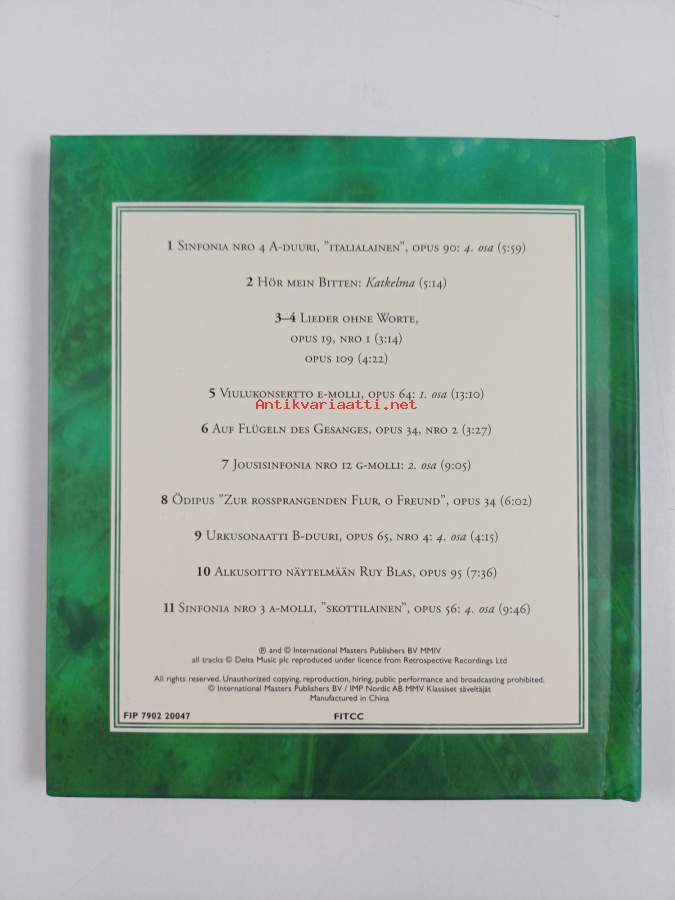 1 Sinfonia nro 4 A-duuri, "italialainen", opus 90: 4. osa (5:59)
2 Hör mein Bitten: Katkelma (5:14)
3–4 Lieder ohne Worte,
opus 19, nro 1 (3:14)
opus 109 (4:22)
5 Viulukonsertto e-molli, opus 64: 1. osa (13:10)
Antikvariaatti.net
6 Auf Flügeln des Gesanges, opus 34, nro 2 (3:27)
7 Jousisinfonia nro 12 g-molli: 2. osa (9:05)
8 Ödipus "Zur rossprangenden Flur, o Freund", opus 34 (6:02)
9 Urkusonaatti B-duuri, opus 65, nro 4: 4. osa (4:15)
10 Alkusoitto näytelmään Ruy Blas, opus 95 (7:36)
11 Sinfonia nro 3 a-molli, "skottilainen", opus 56: 4. osa (9:46)
℗ and © International Masters Publishers BV MMIV
all tracks © Delta Music plc reproduced under licence from Retrospective Recordings Ltd
All rights reserved. Unauthorized copying, reproduction, hiring, public performance and broadcasting prohibited.
© International Masters Publishers BV / IMP Nordic AB MMV Klassiset säveltäjät
Manufactured in China
FIP 7902 20047 FITCC